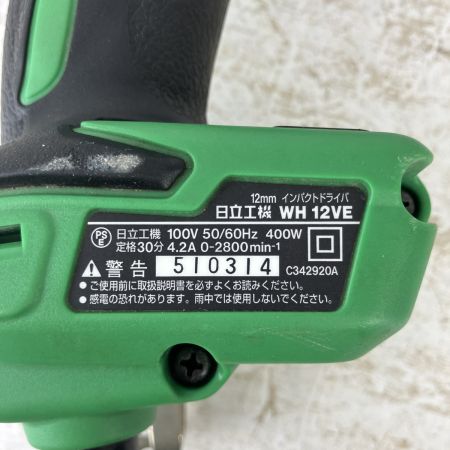 12mm インパクトドライバ
日立工機 WH 12VE
PS
E
日立工機 100V 50/60Hz 400W
定格30分 4.2A 0-2800min-1
警告 510314 C342920A
●ご使用前に取扱説明書を必ずよくお読みください。
●感電の恐れがあります。雨中では使用しないでください。